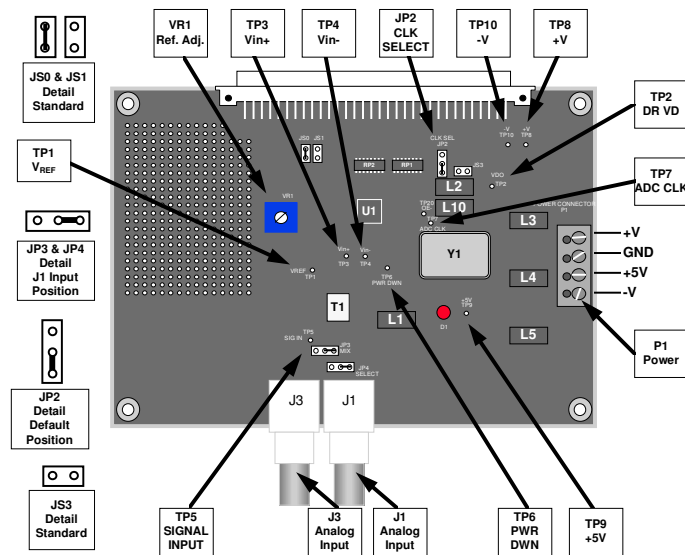 JS0 & JS1
Detail
Standard
VR1
Ref. Adj.
TP3
Vin+
TP4
Vin-
JP2
CLK
SELECT
TP10
-V
TP8
+V
TP2
DR VD
TP7
ADC CLK
TP1
VREF
JP3 & JP4
Detail
J1 Input
Position
JP2
Detail
Default
Position
JS3
Detail
Standard
JS0 JS1
RP2
RP1
CLK SEL
JP2
JS3
-V
TP10
+V
TP8
VDO
TP2
L2
L10
TP20
OE-
TP7
ADC CLK
POWER CONNECTOR
P1
VR1
U1
L3
Y1
L4
L5
+V
GND
+5V
-V
Vin+
TP3
Vin-
TP4
VREF
TP1
TP6
PWR DWN
T1
L1
D1
+5V
TP9
TP5
SIG IN
JP3
MIX
JP4
SELECT
J3
J1
P1
Power
TP5
SIGNAL
INPUT
J3
Analog
Input
J1
Analog
Input
TP6
PWR
DWN
TP9
+5V